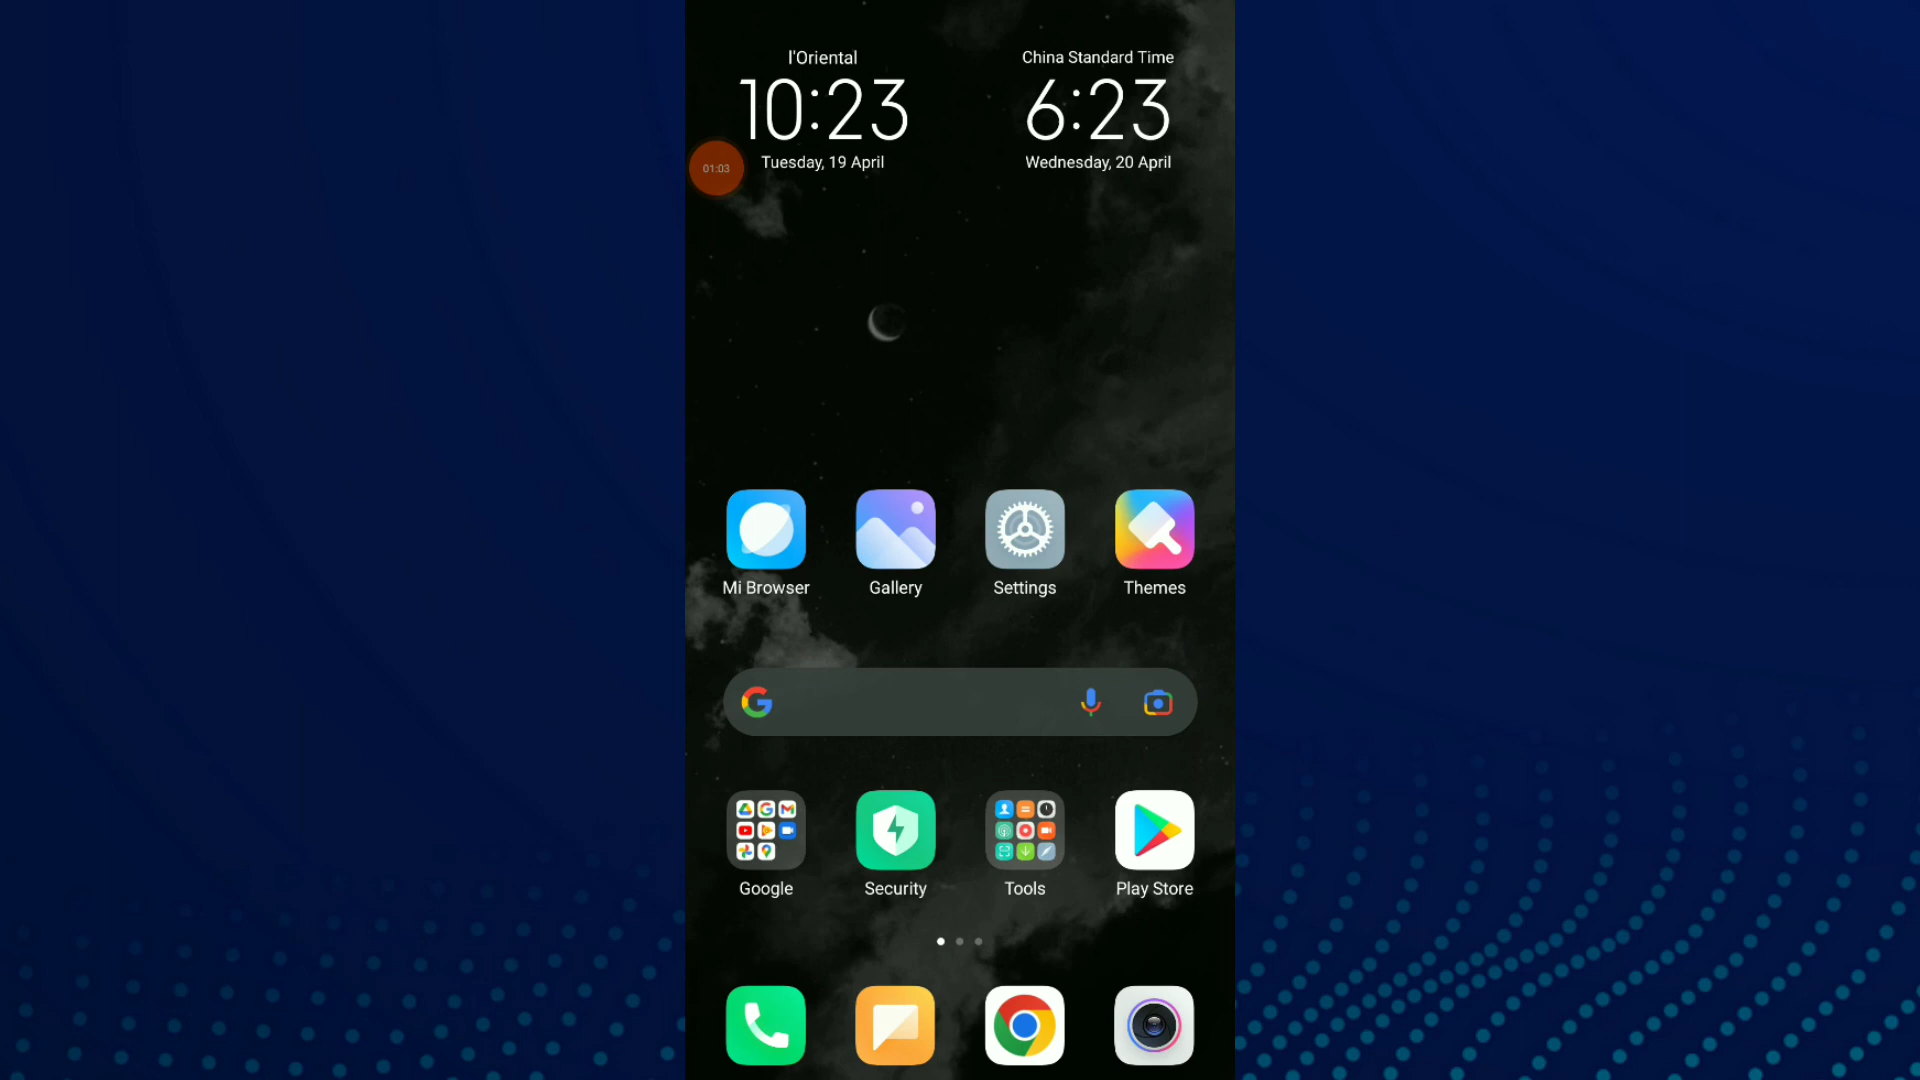 l'Oriental
China Standard Time
10:23
6:23
Tuesday, 19 April
Wednesday, 20 April
01:03
Mi Browser
Gallery
Settings
Themes
Google
Security
Tools
Play Store